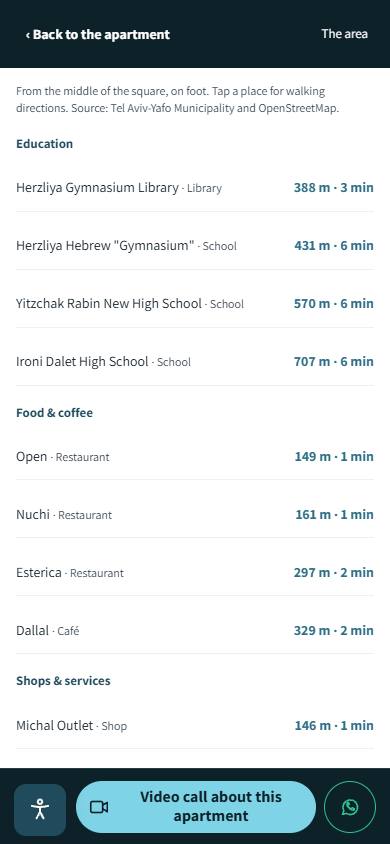 ‹ Back to the apartment
The area
From the middle of the square, on foot. Tap a place for walking
directions. Source: Tel Aviv-Yafo Municipality and OpenStreetMap.
Education
Herzliya Gymnasium Library · Library 388 m · 3 min
Herzliya Hebrew "Gymnasium" · School 431 m · 6 min
Yitzchak Rabin New High School · School 570 m · 6 min
Ironi Dalet High School · School 707 m · 6 min
Food & coffee
Open · Restaurant 149 m · 1 min
Nuchi · Restaurant 161 m · 1 min
Esterica · Restaurant 297 m · 2 min
Dallal · Café 329 m · 2 min
Shops & services
Michal Outlet · Shop 146 m · 1 min
Video call about this
apartment